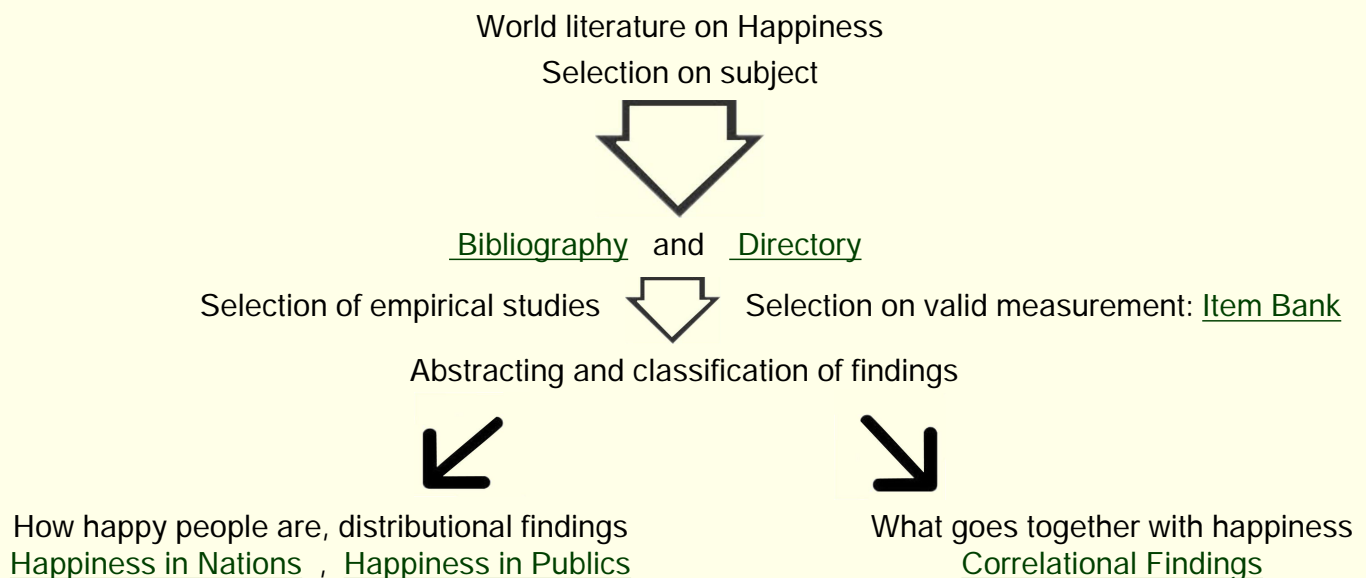 World literature on Happiness
Selection on subject
Bibliography and Directory
Selection of empirical studies Selection on valid measurement: Item Bank
Abstracting and classification of findings
How happy people are, distributional findings What goes together with happiness
Happiness in Nations , Happiness in Publics Correlational Findings